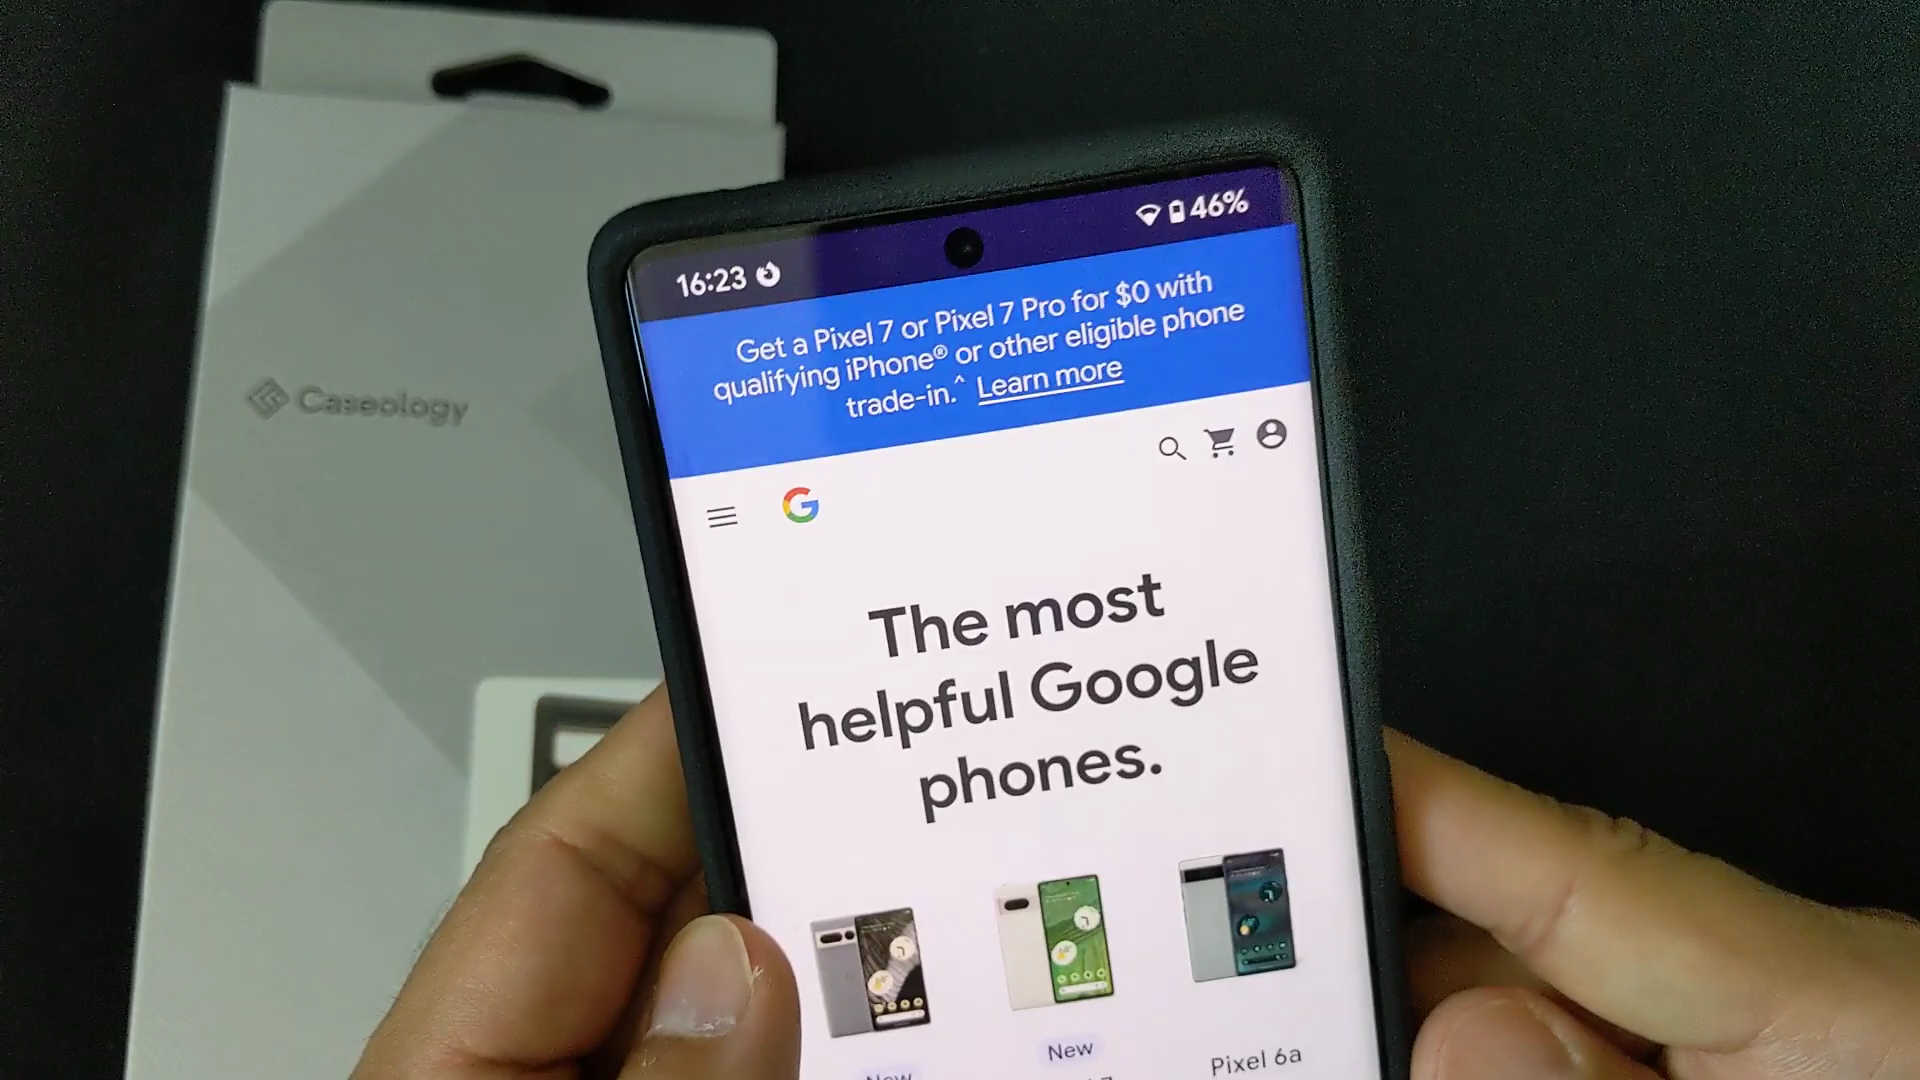 Caseology
16:23
46%
Get a Pixel 7 or Pixel 7 Pro for $0 with
qualifying iPhone® or other eligible phone
trade-in.^ Learn more
G
The most
helpful Google
phones.
New
New
Pixel 6a